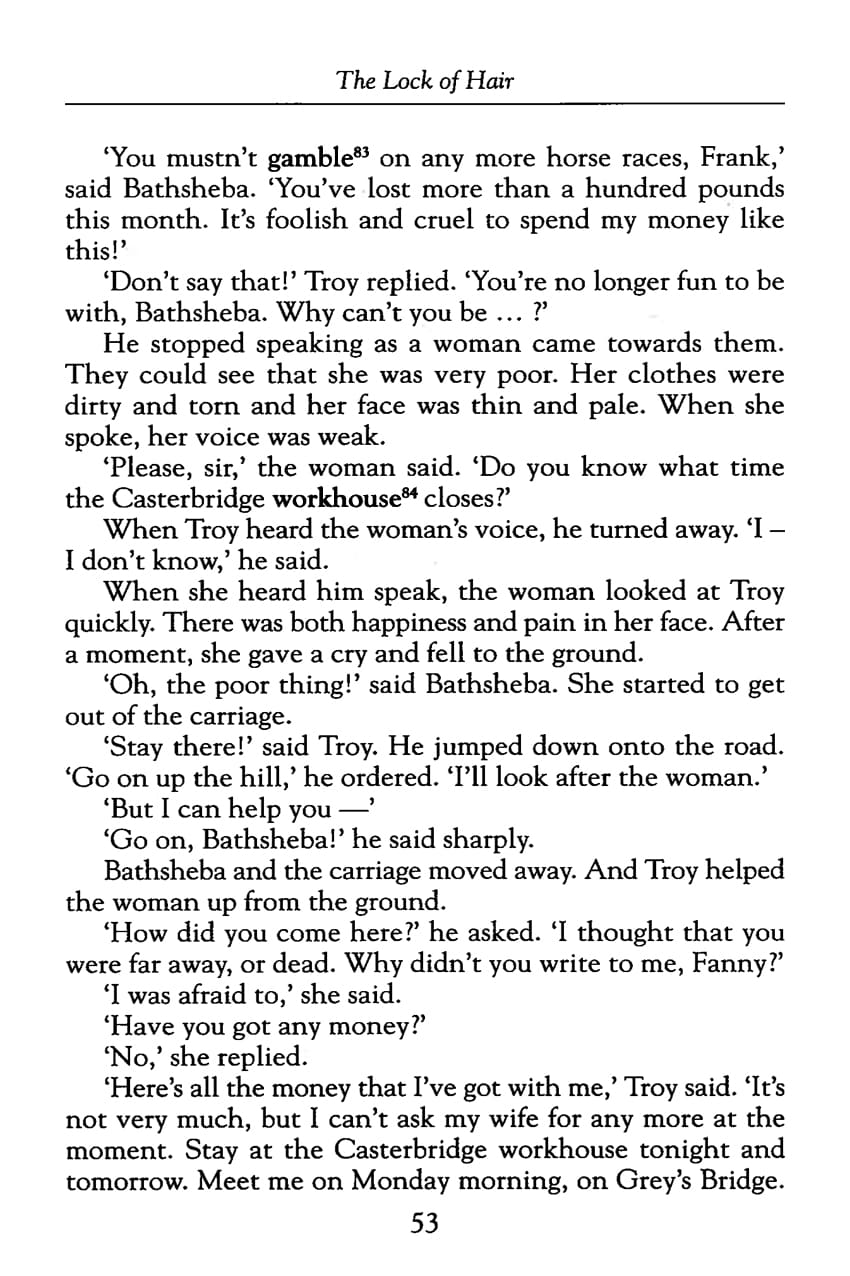 The Lock of Hair
‘You mustn’t gamble⁸³ on any more horse races, Frank,’
said Bathsheba. ‘You’ve lost more than a hundred pounds
this month. It’s foolish and cruel to spend my money like
this!’
‘Don’t say that!’ Troy replied. ‘You’re no longer fun to be
with, Bathsheba. Why can’t you be ... ?’
He stopped speaking as a woman came towards them.
They could see that she was very poor. Her clothes were
dirty and torn and her face was thin and pale. When she
spoke, her voice was weak.
‘Please, sir,’ the woman said. ‘Do you know what time
the Casterbridge workhouse⁸⁴ closes?’
When Troy heard the woman’s voice, he turned away. ‘I –
I don’t know,’ he said.
When she heard him speak, the woman looked at Troy
quickly. There was both happiness and pain in her face. After
a moment, she gave a cry and fell to the ground.
‘Oh, the poor thing!’ said Bathsheba. She started to get
out of the carriage.
‘Stay there!’ said Troy. He jumped down onto the road.
‘Go on up the hill,’ he ordered. ‘I’ll look after the woman.’
‘But I can help you —’
‘Go on, Bathsheba!’ he said sharply.
Bathsheba and the carriage moved away. And Troy helped
the woman up from the ground.
‘How did you come here?’ he asked. ‘I thought that you
were far away, or dead. Why didn’t you write to me, Fanny?’
‘I was afraid to,’ she said.
‘Have you got any money?’
‘No,’ she replied.
‘Here’s all the money that I’ve got with me,’ Troy said. ‘It’s
not very much, but I can’t ask my wife for any more at the
moment. Stay at the Casterbridge workhouse tonight and
tomorrow. Meet me on Monday morning, on Grey’s Bridge.
53